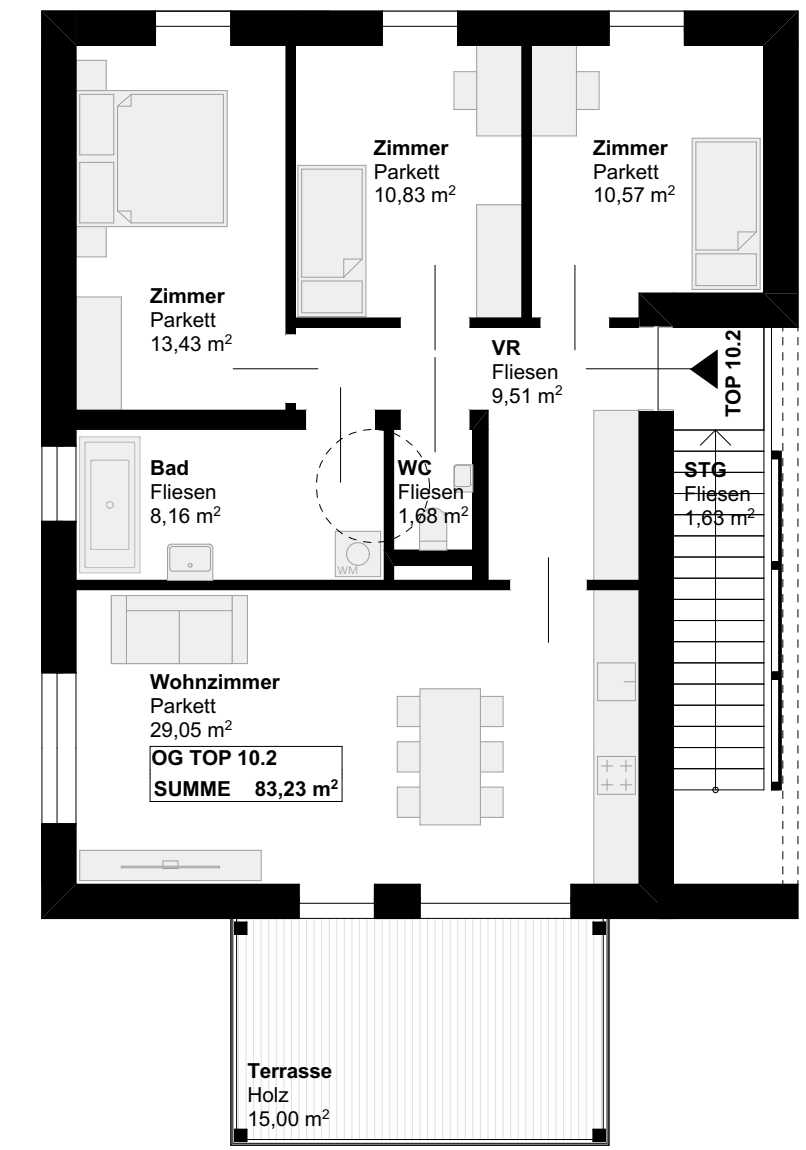 Zimmer
Parkett
10,83 m²
Zimmer
Parkett
10,57 m²
Zimmer
Parkett
13,43 m²
VR
Fliesen
9,51 m²
TOP 10.2
Bad
Fliesen
8,16 m²
WC
Fliesen
1,68 m²
STG
Fliesen
1,63 m²
WM
Wohnzimmer
Parkett
29,05 m²
OG TOP 10.2
SUMME 83,23 m²
Terrasse
Holz
15,00 m²